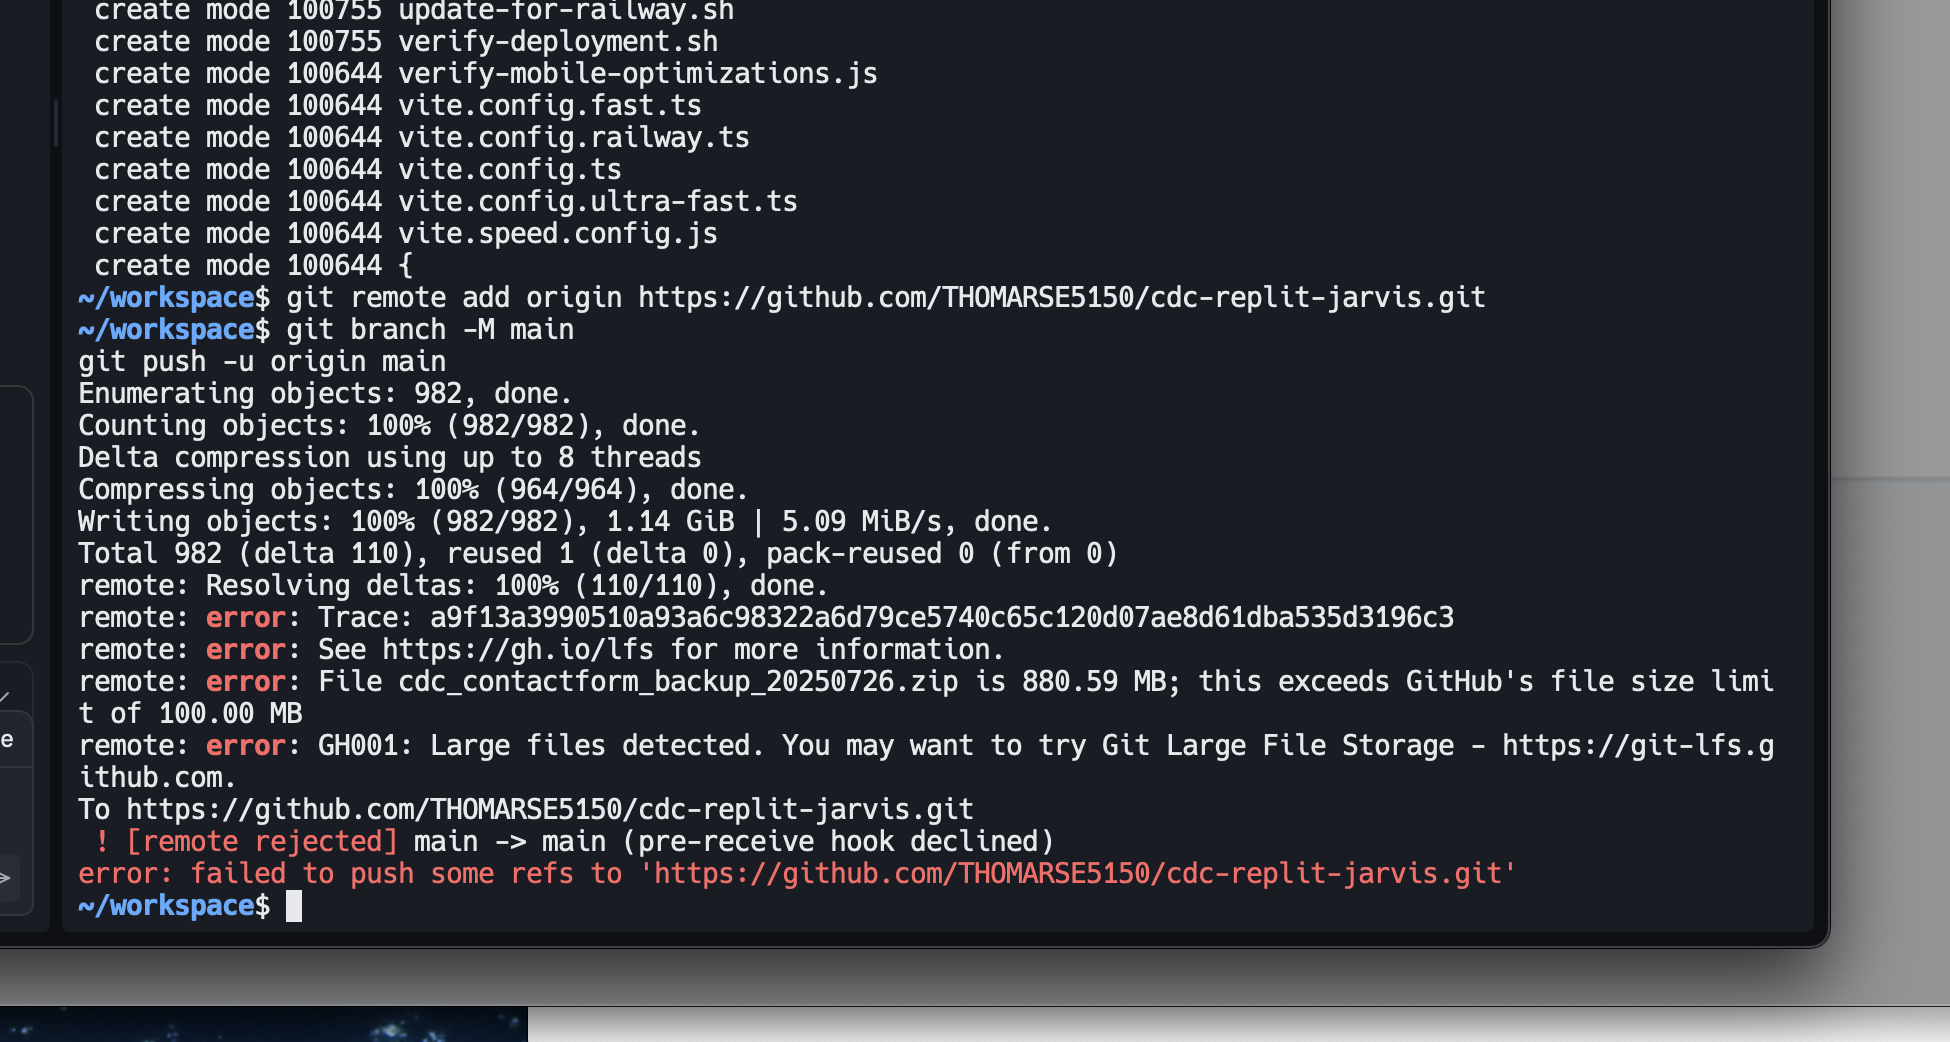 create mode 100755 update-for-railway.sh
create mode 100755 verify-deployment.sh
create mode 100644 verify-mobile-optimizations.js
create mode 100644 vite.config.fast.ts
create mode 100644 vite.config.railway.ts
create mode 100644 vite.config.ts
create mode 100644 vite.config.ultra-fast.ts
create mode 100644 vite.speed.config.js
create mode 100644 {
~/workspace$ git remote add origin https://github.com/THOMARSE5150/cdc-replit-jarvis.git
~/workspace$ git branch -M main
git push -u origin main
Enumerating objects: 982, done.
Counting objects: 100% (982/982), done.
Delta compression using up to 8 threads
Compressing objects: 100% (964/964), done.
Writing objects: 100% (982/982), 1.14 GiB | 5.09 MiB/s, done.
Total 982 (delta 110), reused 1 (delta 0), pack-reused 0 (from 0)
remote: Resolving deltas: 100% (110/110), done.
remote: error: Trace: a9f13a3990510a93a6c98322a6d79ce5740c65c120d07ae8d61dba535d3196c3
remote: error: See https://gh.io/lfs for more information.
remote: error: File cdc_contactform_backup_20250726.zip is 880.59 MB; this exceeds GitHub's file size limi
t of 100.00 MB
remote: error: GH001: Large files detected. You may want to try Git Large File Storage - https://git-lfs.g
ithub.com.
To https://github.com/THOMARSE5150/cdc-replit-jarvis.git
! [remote rejected] main -> main (pre-receive hook declined)
error: failed to push some refs to 'https://github.com/THOMARSE5150/cdc-replit-jarvis.git'
~/workspace$
e